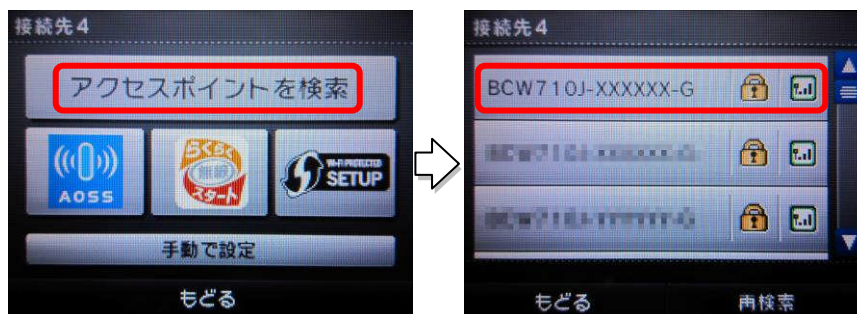 接続先4
アクセスポイントを検索
AOSS
らくらく
無線
スタート
WI-FI PROTECTED
SETUP
手動で設定
もどる
接続先4
BCW710J-XXXXXX-G
もどる
再検索